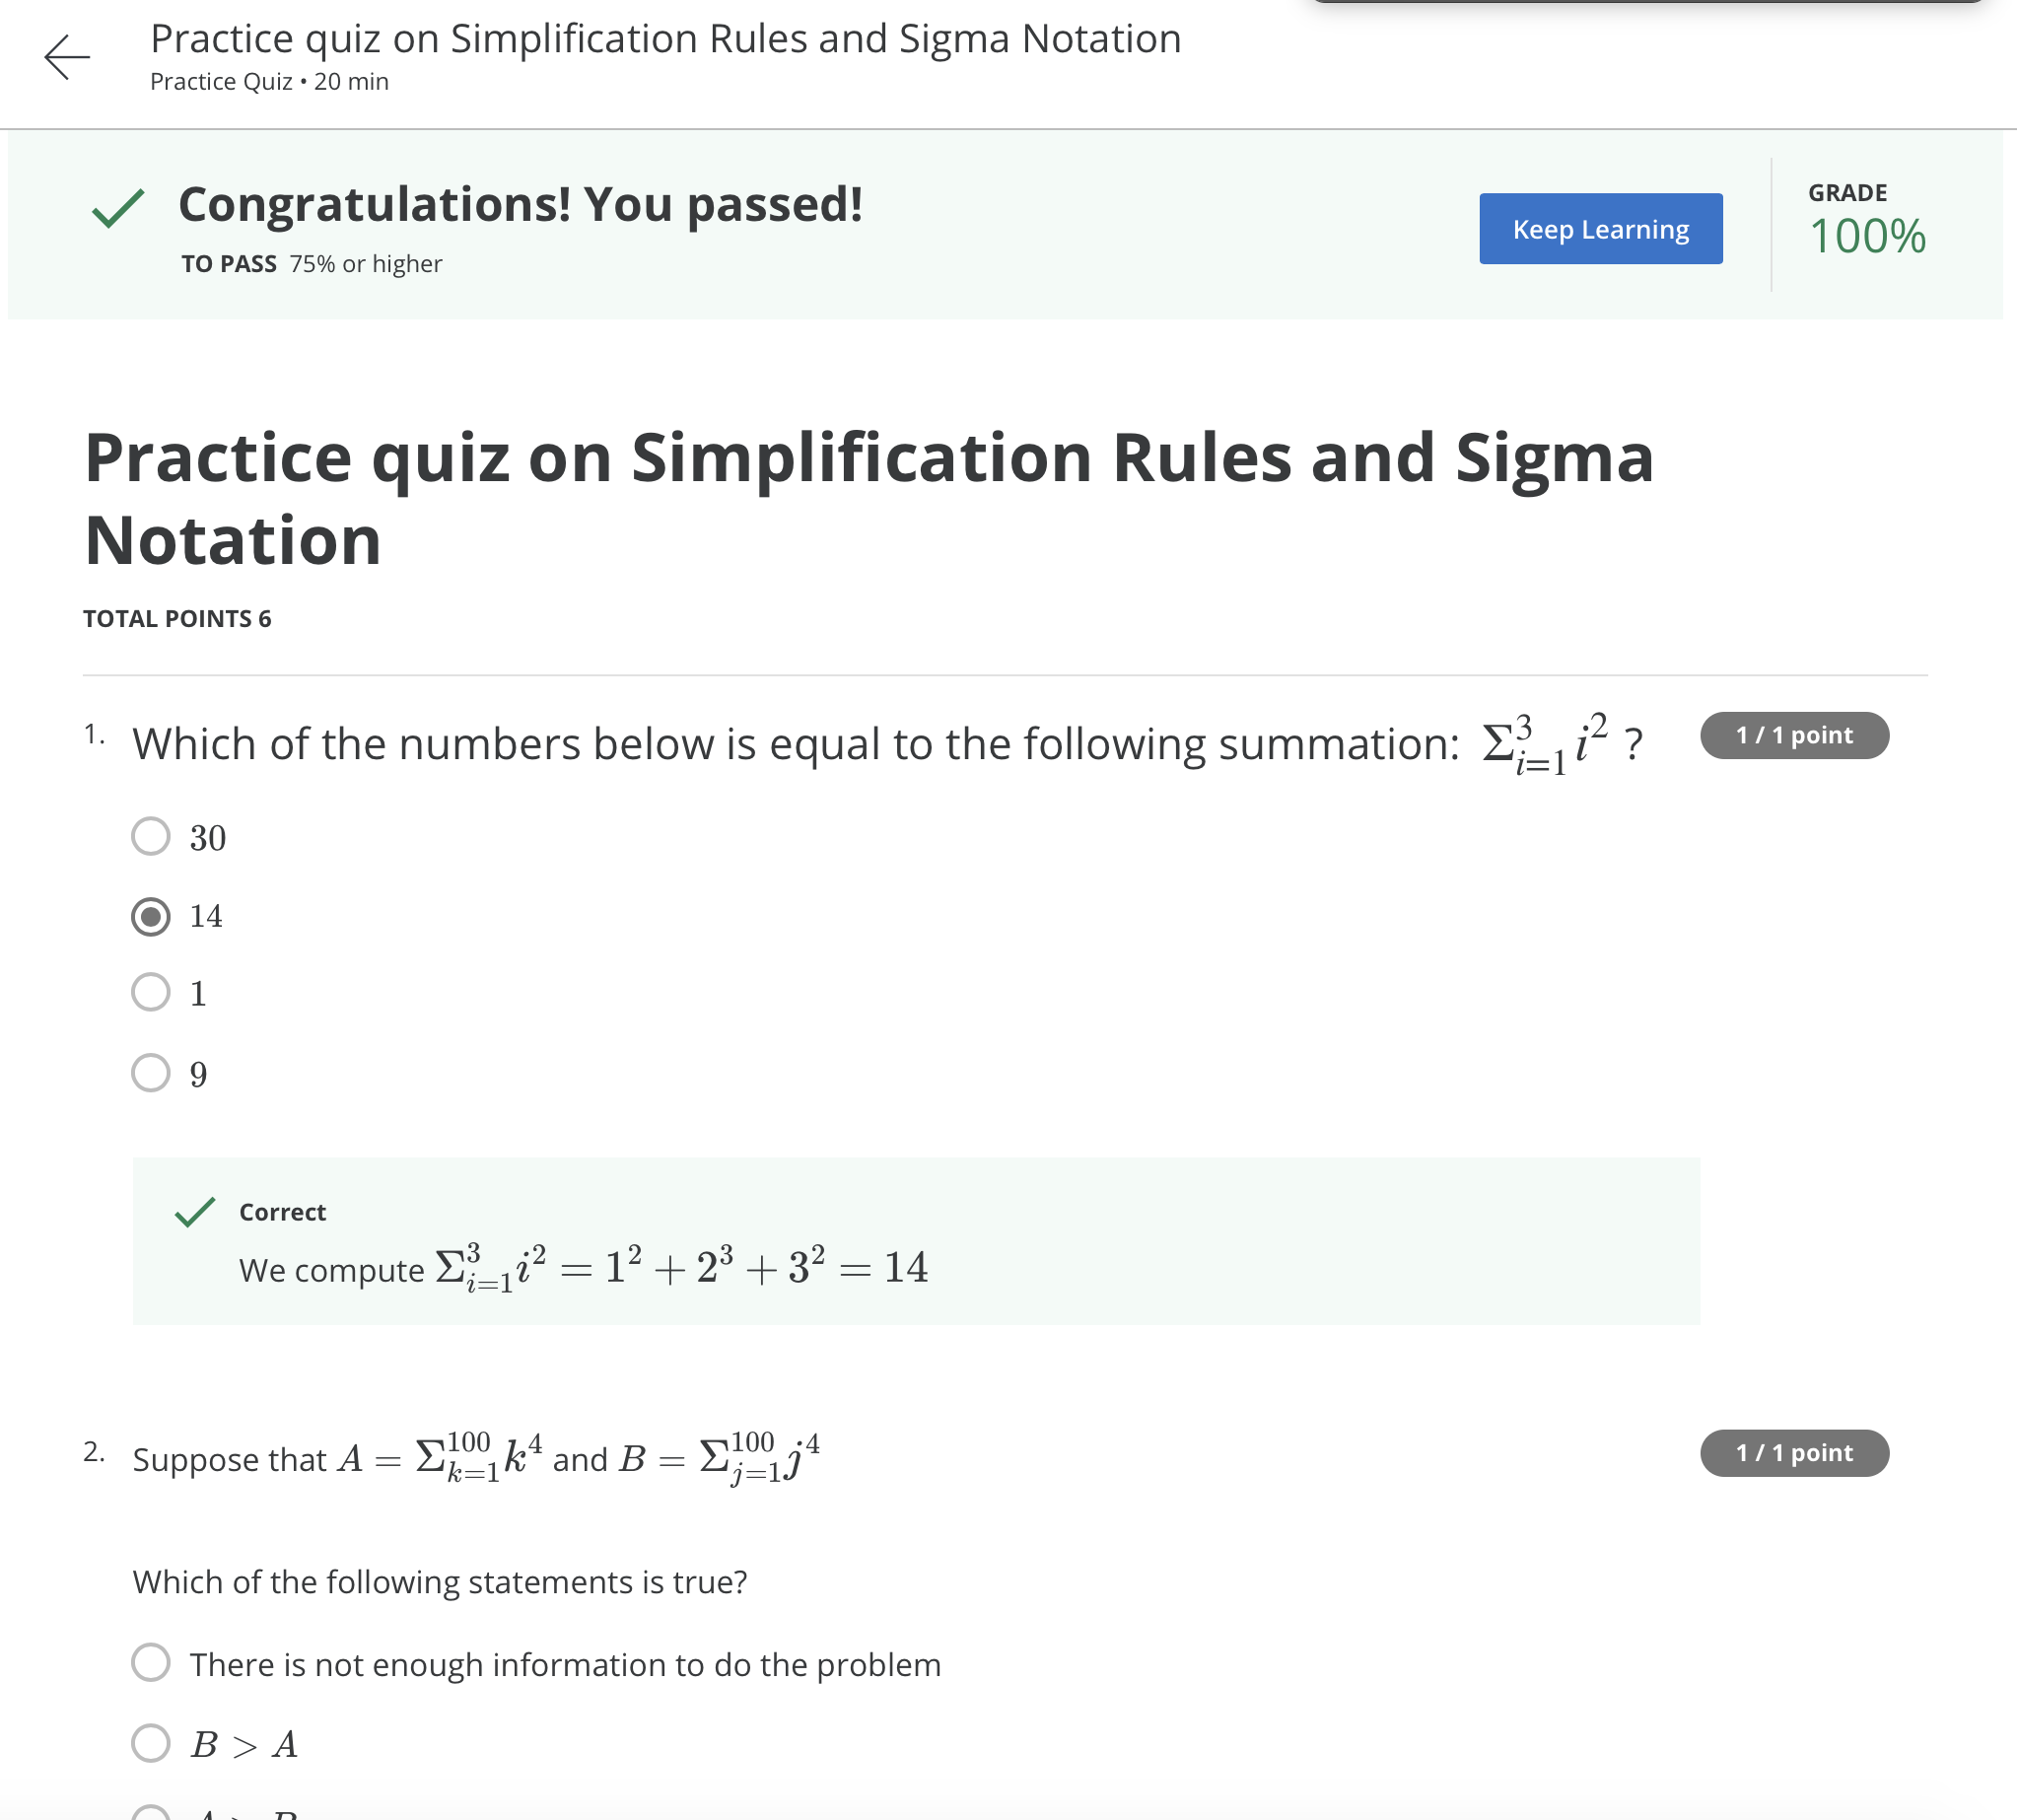 Practice quiz on Simplification Rules and Sigma Notation
Practice Quiz • 20 min
Congratulations! You passed!
TO PASS 75% or higher
Keep Learning
GRADE
100%
Practice quiz on Simplification Rules and Sigma
Notation
TOTAL POINTS 6
1. Which of the numbers below is equal to the following summation: $\Sigma_{i=1}^{3} i^2$ ?
1 / 1 point
30
14
1
9
Correct
We compute $\Sigma_{i=1}^{3} i^2 = 1^2 + 2^3 + 3^2 = 14$
2. Suppose that $A = \Sigma_{k=1}^{100} k^4$ and $B = \Sigma_{j=1}^{100} j^4$
1 / 1 point
Which of the following statements is true?
There is not enough information to do the problem
$B > A$